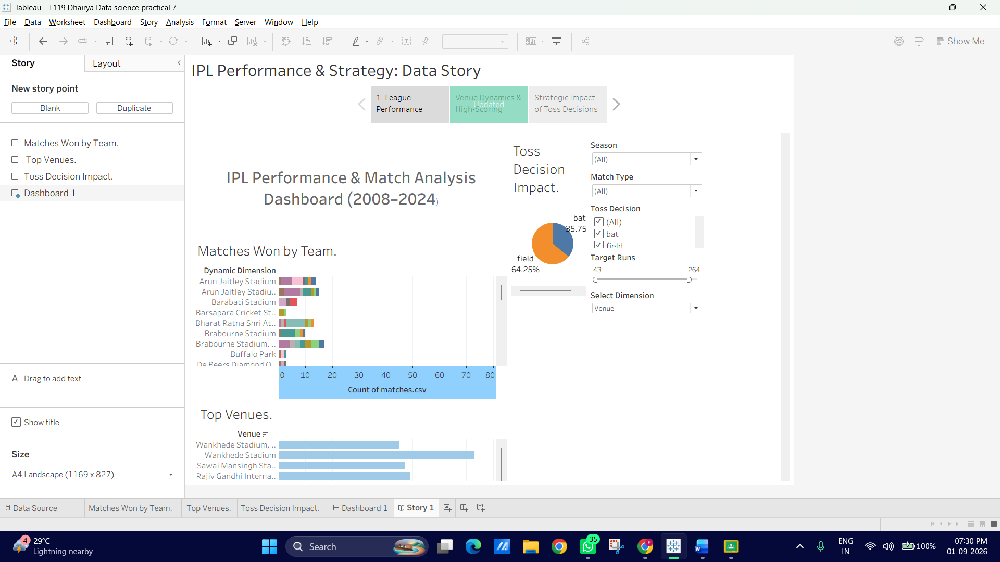 Tableau - T119 Dhairya Data science practical 7
File Data Worksheet Dashboard Story Analysis Format Server Window Help
Show Me
Story
Layout
New story point
Blank
Duplicate
Matches Won by Team.
Top Venues.
Toss Decision Impact.
Dashboard 1
A Drag to add text
Show title
Size
A4 Landscape (1169 x 827)
IPL Performance & Strategy: Data Story
1. League
Performance
Venue Dynamics &
High-Scoring
Updated
Strategic Impact
of Toss Decisions
IPL Performance & Match Analysis
Dashboard (2008–2024)
Matches Won by Team.
Dynamic Dimension
Arun Jaitley Stadium
Arun Jaitley Stadiu..
Barabati Stadium
Barsapara Cricket St..
Bharat Ratna Shri At..
Brabourne Stadium
Brabourne Stadium, ..
Buffalo Park
De Beers Diamond O..
0 10 20 30 40 50 60 70 80
Count of matches.csv
Top Venues.
Venue
Wankhede Stadium, ..
Wankhede Stadium
Sawai Mansingh Sta..
Rajiv Gandhi Interna..
Toss
Decision
Impact.
bat
35.75
field
64.25%
Season
(All)
Match Type
(All)
Toss Decision
(All)
bat
field
Target Runs
43 264
Select Dimension
Venue
Data Source
Matches Won by Team.
Top Venues.
Toss Decision Impact.
Dashboard 1
Story 1
4
29°C
Lightning nearby
Search
35
F
ENG
IN
100%
07:30 PM
01-09-2026